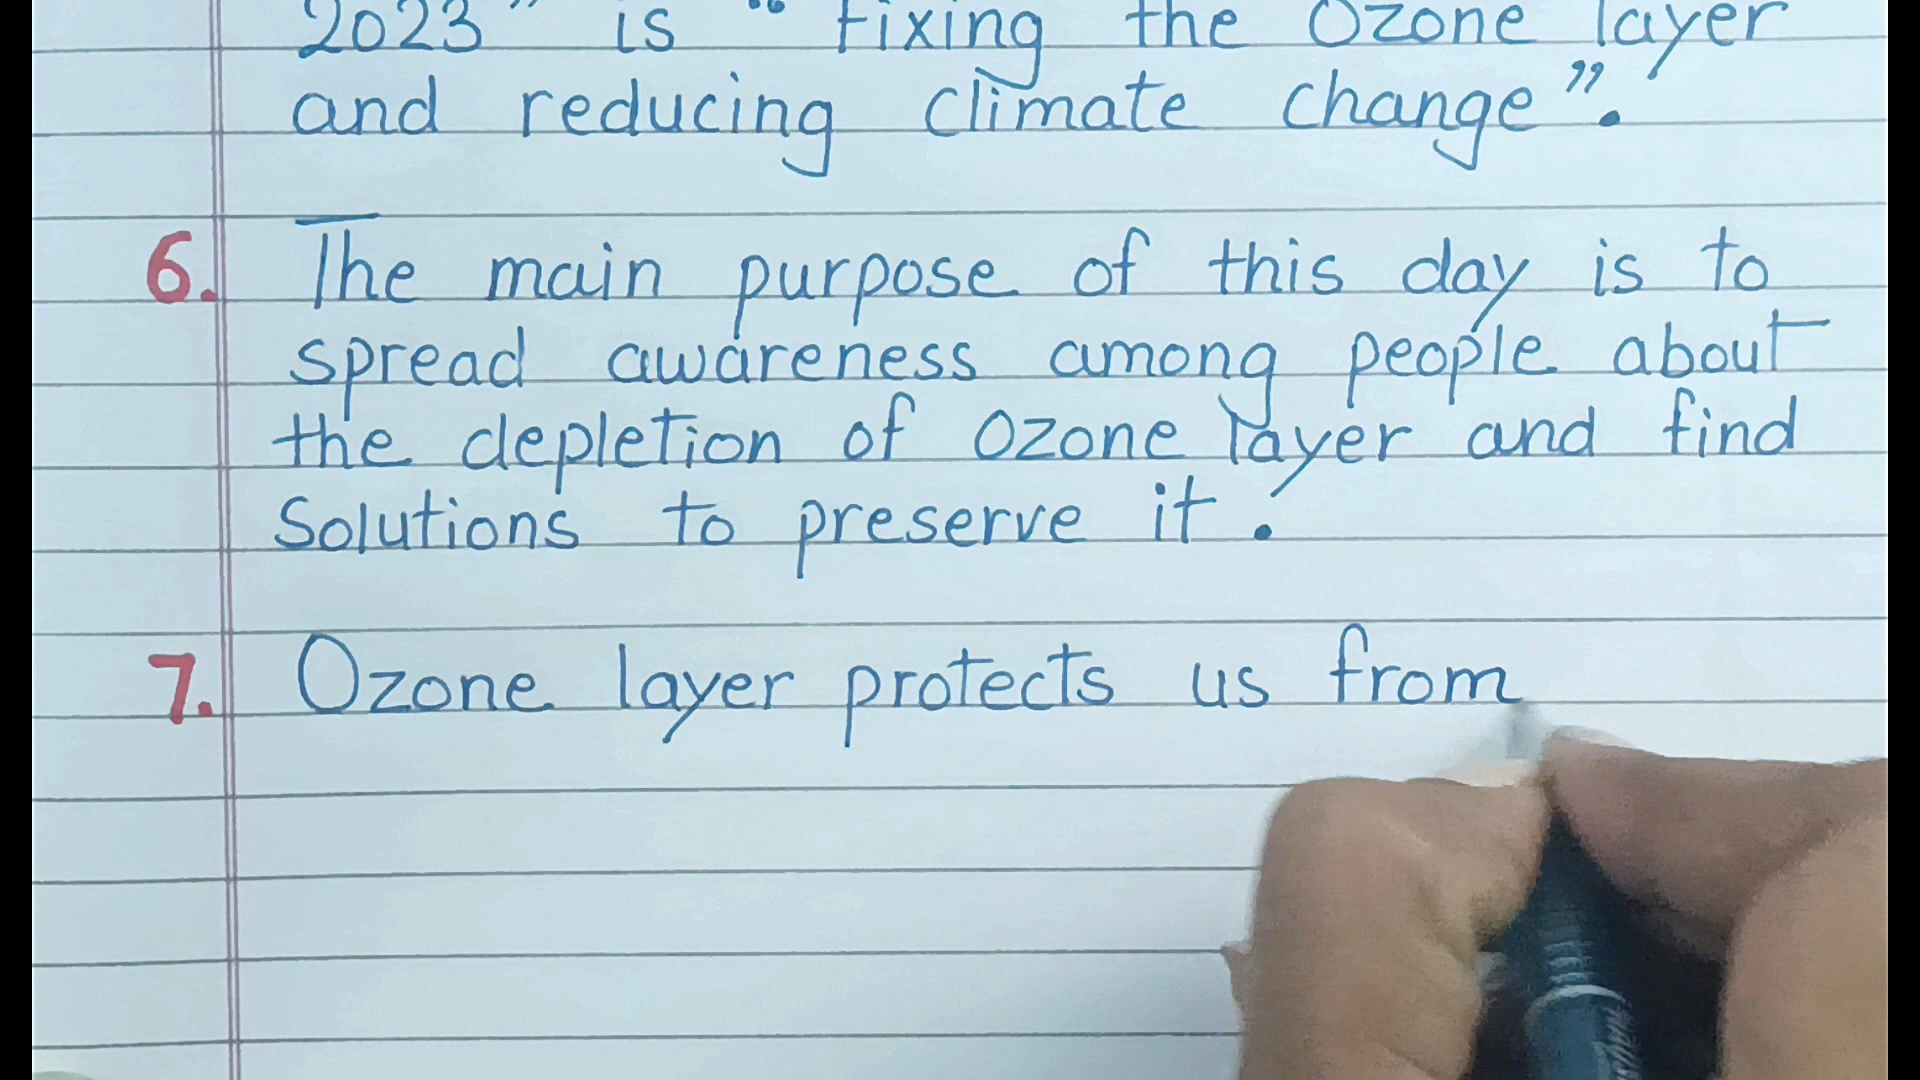 2023" is "Fixing the Ozone layer
and reducing climate change".
6. The main purpose of this day is to
spread awareness among people about
the depletion of ozone layer and find
Solutions to preserve it.
7. Ozone layer protects us from